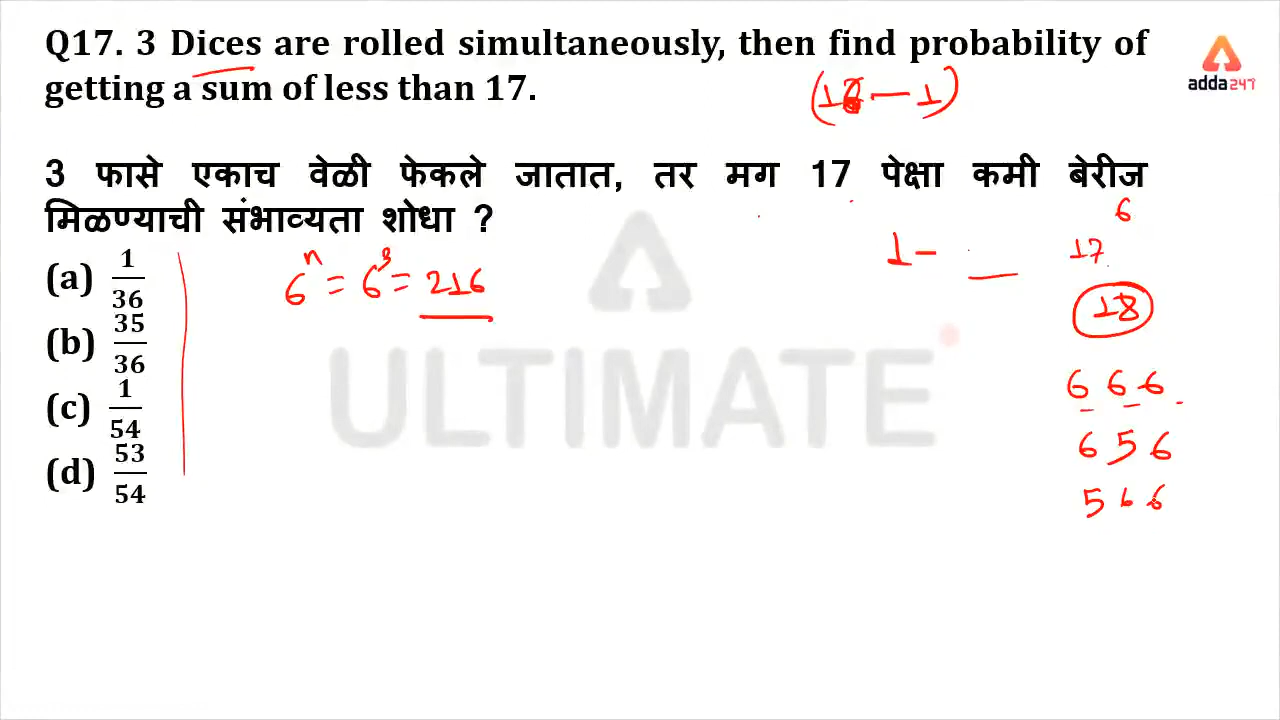 Q17. 3 Dices are rolled simultaneously, then find probability of
getting a sum of less than 17.
(18 — 1)
adda247
3 फासे एकाच वेळी फेकले जातात, तर मग 17 पेक्षा कमी बेरीज
मिळण्याची संभाव्यता शोधा ?
6
1 –
17
(a) 1/36
6^n = 6^3 = 216
18
(b) 35/36
ULTIMATE
6 6 6
(c) 1/54
6 5 6
(d) 53/54
5 6 6